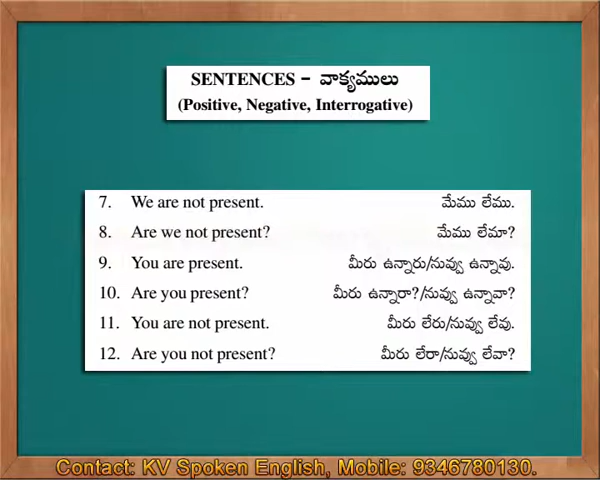 SENTENCES – వాక్యములు
(Positive, Negative, Interrogative)
7. We are not present. మేము లేము.
8. Are we not present? మేము లేమా?
9. You are present. మీరు ఉన్నారు/నువ్వు ఉన్నావు.
10. Are you present? మీరు ఉన్నారా?/నువ్వు ఉన్నావా?
11. You are not present. మీరు లేరు/నువ్వు లేవు.
12. Are you not present? మీరు లేరా/నువ్వు లేవా?
Contact: KV Spoken English, Mobile: 9346780130.